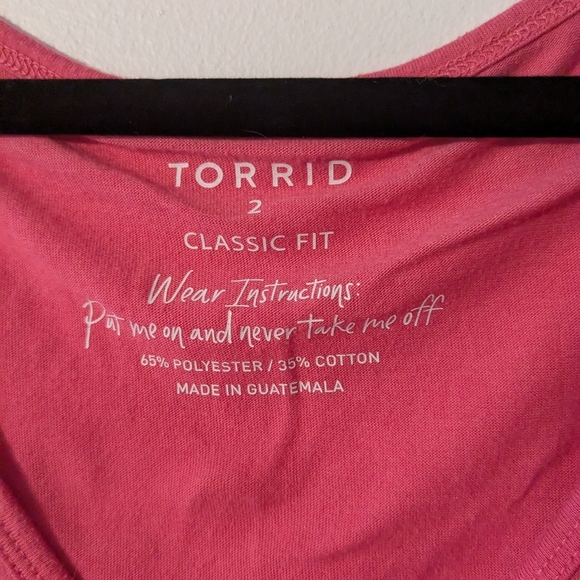 TORRID
2
CLASSIC FIT
Wear Instructions:
Put me on and never take me off
65% POLYESTER / 35% COTTON
MADE IN GUATEMALA